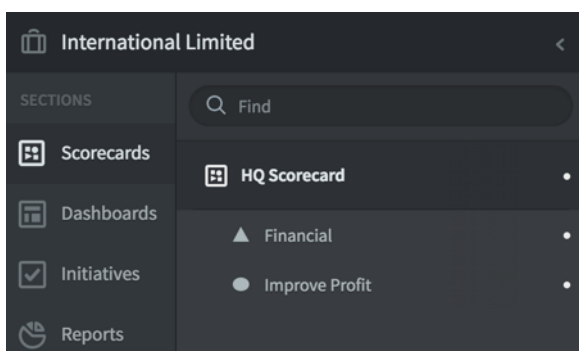 International Limited
SECTIONS
Find
Scorecards
HQ Scorecard
Dashboards
Financial
Initiatives
Improve Profit
Reports